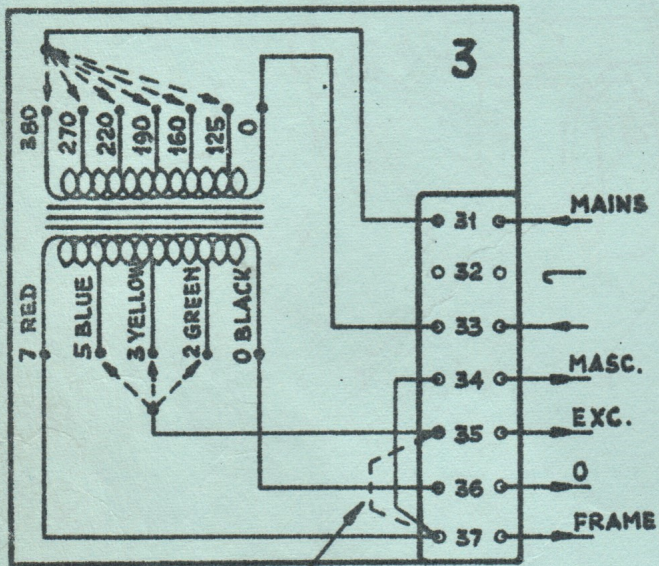 3
380
270
220
190
160
125
0
31 MAINS
32
33
34 MASC.
35 EXC.
36 0
37 FRAME
7 RED
5 BLUE
3 YELLOW
2 GREEN
0 BLACK